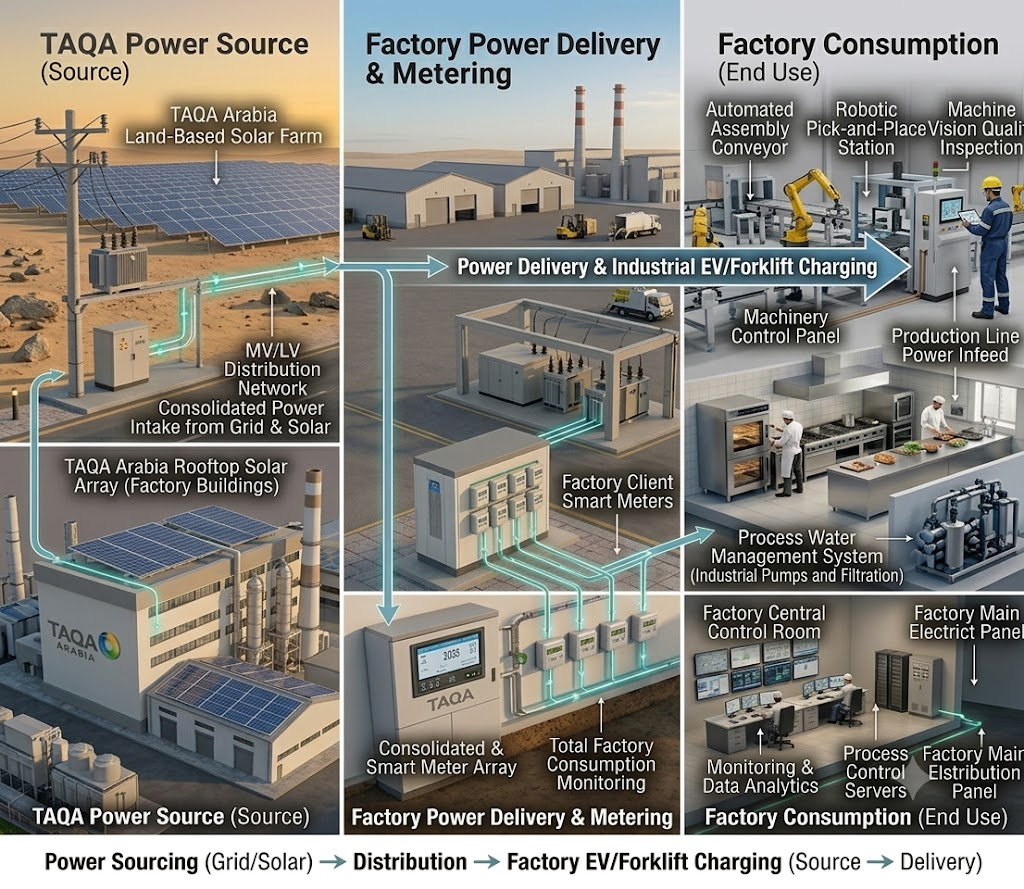 TAQA Power Source
(Source)
TAQA Arabia
Land-Based Solar Farm
MV/LV
Distribution
Network
Consolidated Power
Intake from Grid & Solar
TAQA Arabia Rooftop Solar
Array (Factory Buildings)
TAQA
ARABIA
TAQA Power Source (Source)
Factory Power Delivery
& Metering
Power Delivery & Industrial EV/Forklift Charging
Factory Client
Smart Meters
2035
TAQA
Consolidated &
Smart Meter Array
Total Factory
Consumption
Monitoring
Factory Power Delivery & Metering
Factory Consumption
(End Use)
Automated
Assembly
Conveyor
Robotic
Pick-and-Place
Station
Machine
Vision Quali
Inspection
Machinery
Control Panel
Production Line
Power Infeed
Process Water
Management System
(Industrial Pumps and Filtration)
Factory Central
Control Room
Factory Main
Electric Panel
Monitoring &
Data Analytics
Process
Control
Servers
Factory Main
Elstribution
Panel
Factory Consumption (End Use)
Power Sourcing (Grid/Solar) → Distribution → Factory EV/Forklift Charging (Source → Delivery)